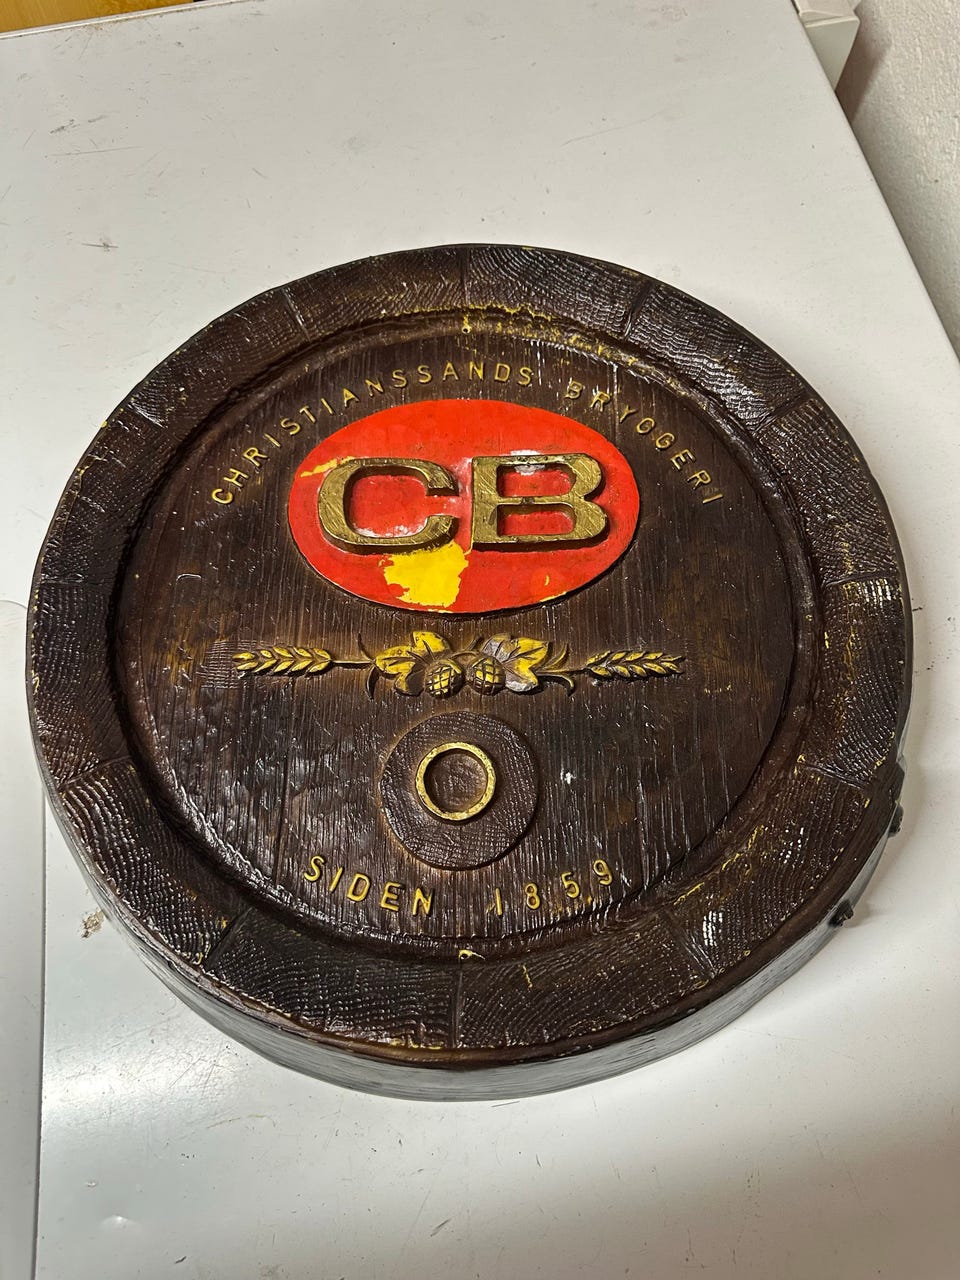 CHRISTIANSSANDS BRYGGERI
CB
SIDEN 1859